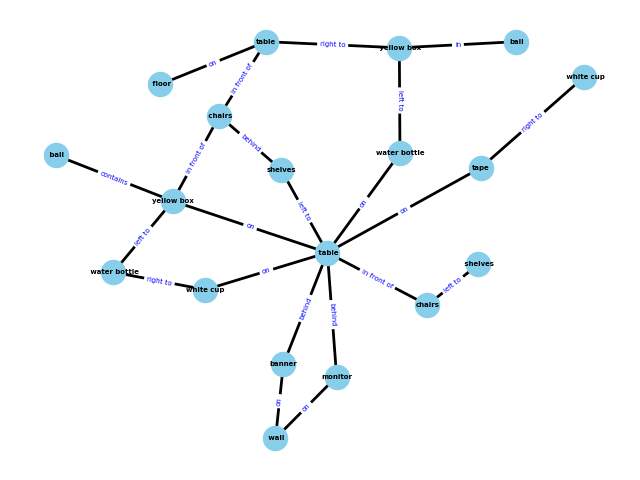 table
right to
yellow box
in
ball
on
floor
in front of
white cup
chairs
left to
right to
behind
water bottle
ball
in front of
shelves
tape
contains
yellow box
on
left to
on
on
left to
table
water bottle
right to
white cup
on
in front of
shelves
left to
chairs
behind
behind
banner
monitor
on
on
wall